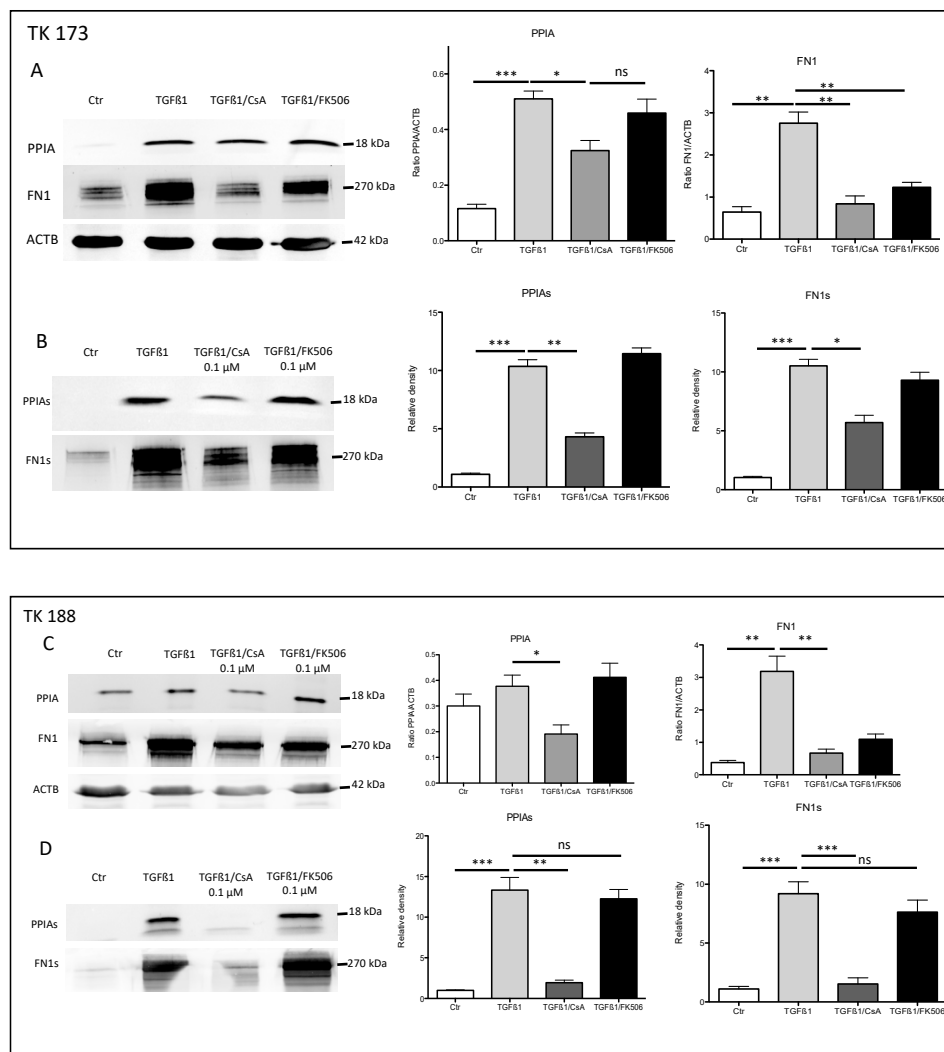 TK 173
A
Ctr TGFß1 TGFß1/CsA TGFß1/FK506
PPIA 18 kDa
FN1 270 kDa
ACTB 42 kDa
PPIA
Ratio PPIA/ACTB
0.6
0.4
0.2
0.0
*** * ns
Ctr TGFß1 TGFß1/CsA TGFß1/FK506
FN1
Ratio FN1/ACTB
4
3
2
1
0
**
** **
Ctr TGFß1 TGFß1/CsA TGFß1/FK506
B
Ctr TGFß1 TGFß1/CsA TGFß1/FK506
0.1 µM 0.1 µM
PPIAs 18 kDa
FN1s 270 kDa
PPIAs
Relative density
15
10
5
0
*** **
Ctr TGFß1 TGFß1/CsA TGFß1/FK506
FN1s
Relative density
15
10
5
0
*** *
Ctr TGFß1 TGFß1/CsA TGFß1/FK506
TK 188
C
Ctr TGFß1 TGFß1/CsA TGFß1/FK506
0.1 µM 0.1 µM
PPIA 18 kDa
FN1 270 kDa
ACTB 42 kDa
PPIA
Ratio PPIA/ACTB
0.6
0.5
0.4
0.3
0.2
0.1
0.0
*
Ctr TGFß1 TGFß1/CsA TGFß1/FK506
FN1
Ratio FN1/ACTB
4
3
2
1
0
** **
Ctr TGFß1 TGFß1/CsA TGFß1/FK506
D
Ctr TGFß1 TGFß1/CsA TGFß1/FK506
0.1 µM 0.1 µM
PPIAs 18 kDa
FN1s 270 kDa
PPIAs
Relative density
20
15
10
5
0
ns
*** **
Ctr TGFß1 TGFß1/CsA TGFß1/FK506
FN1s
Relative density
15
10
5
0
***
*** ns
Ctr TGFß1 TGFß1/CsA TGFß1/FK506